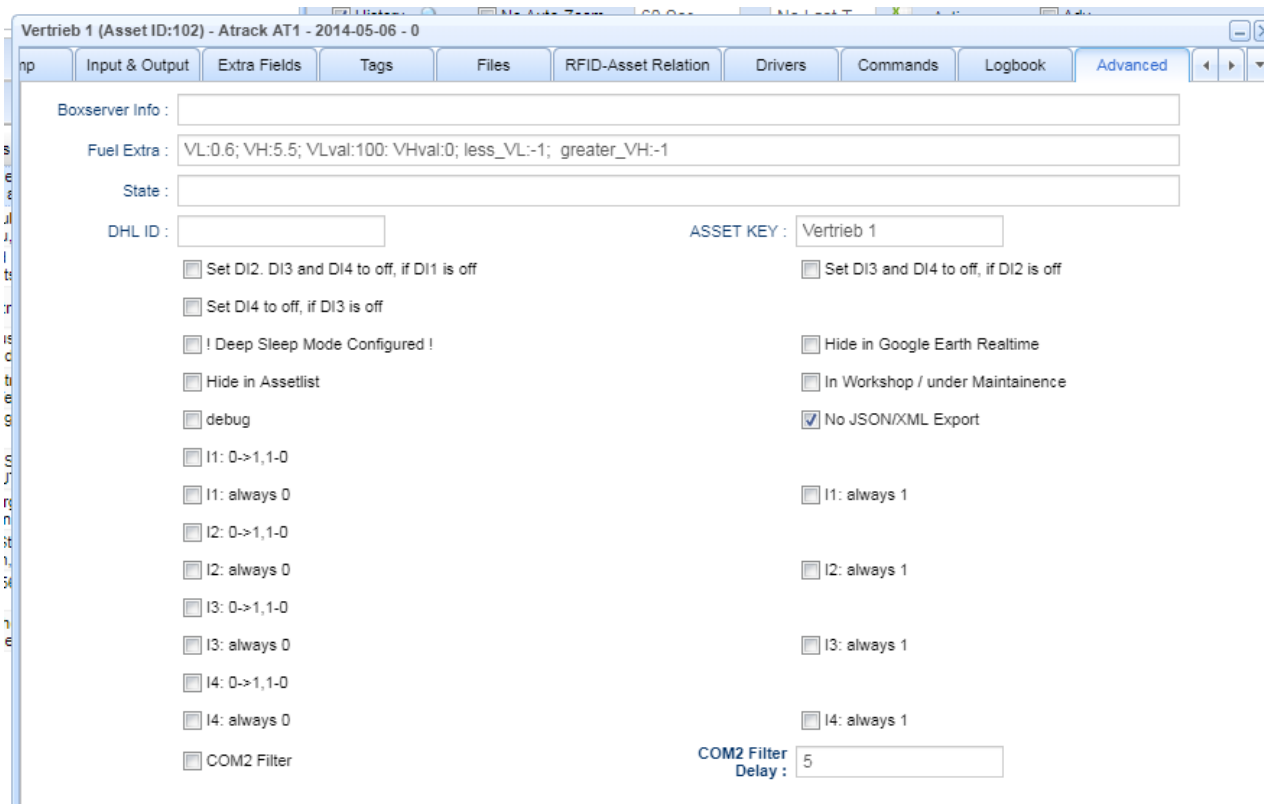 History No Auto Zoom
Vertrieb 1 (Asset ID:102) - Atrack AT1 - 2014-05-06 - 0
mp Input & Output Extra Fields Tags Files RFID-Asset Relation Drivers Commands Logbook Advanced
Boxserver Info :
Fuel Extra : VL:0.6; VH:5.5; VLval:100: VHval:0; less_VL:-1;  greater_VH:-1
State :
DHL ID : ASSET KEY : Vertrieb 1
Set DI2. DI3 and DI4 to off, if DI1 is off Set DI3 and DI4 to off, if DI2 is off
Set DI4 to off, if DI3 is off
! Deep Sleep Mode Configured ! Hide in Google Earth Realtime
Hide in Assetlist In Workshop / under Maintainence
debug No JSON/XML Export
I1: 0->1,1-0
I1: always 0 I1: always 1
I2: 0->1,1-0
I2: always 0 I2: always 1
I3: 0->1,1-0
I3: always 0 I3: always 1
I4: 0->1,1-0
I4: always 0 I4: always 1
COM2 Filter COM2 Filter
Delay : 5